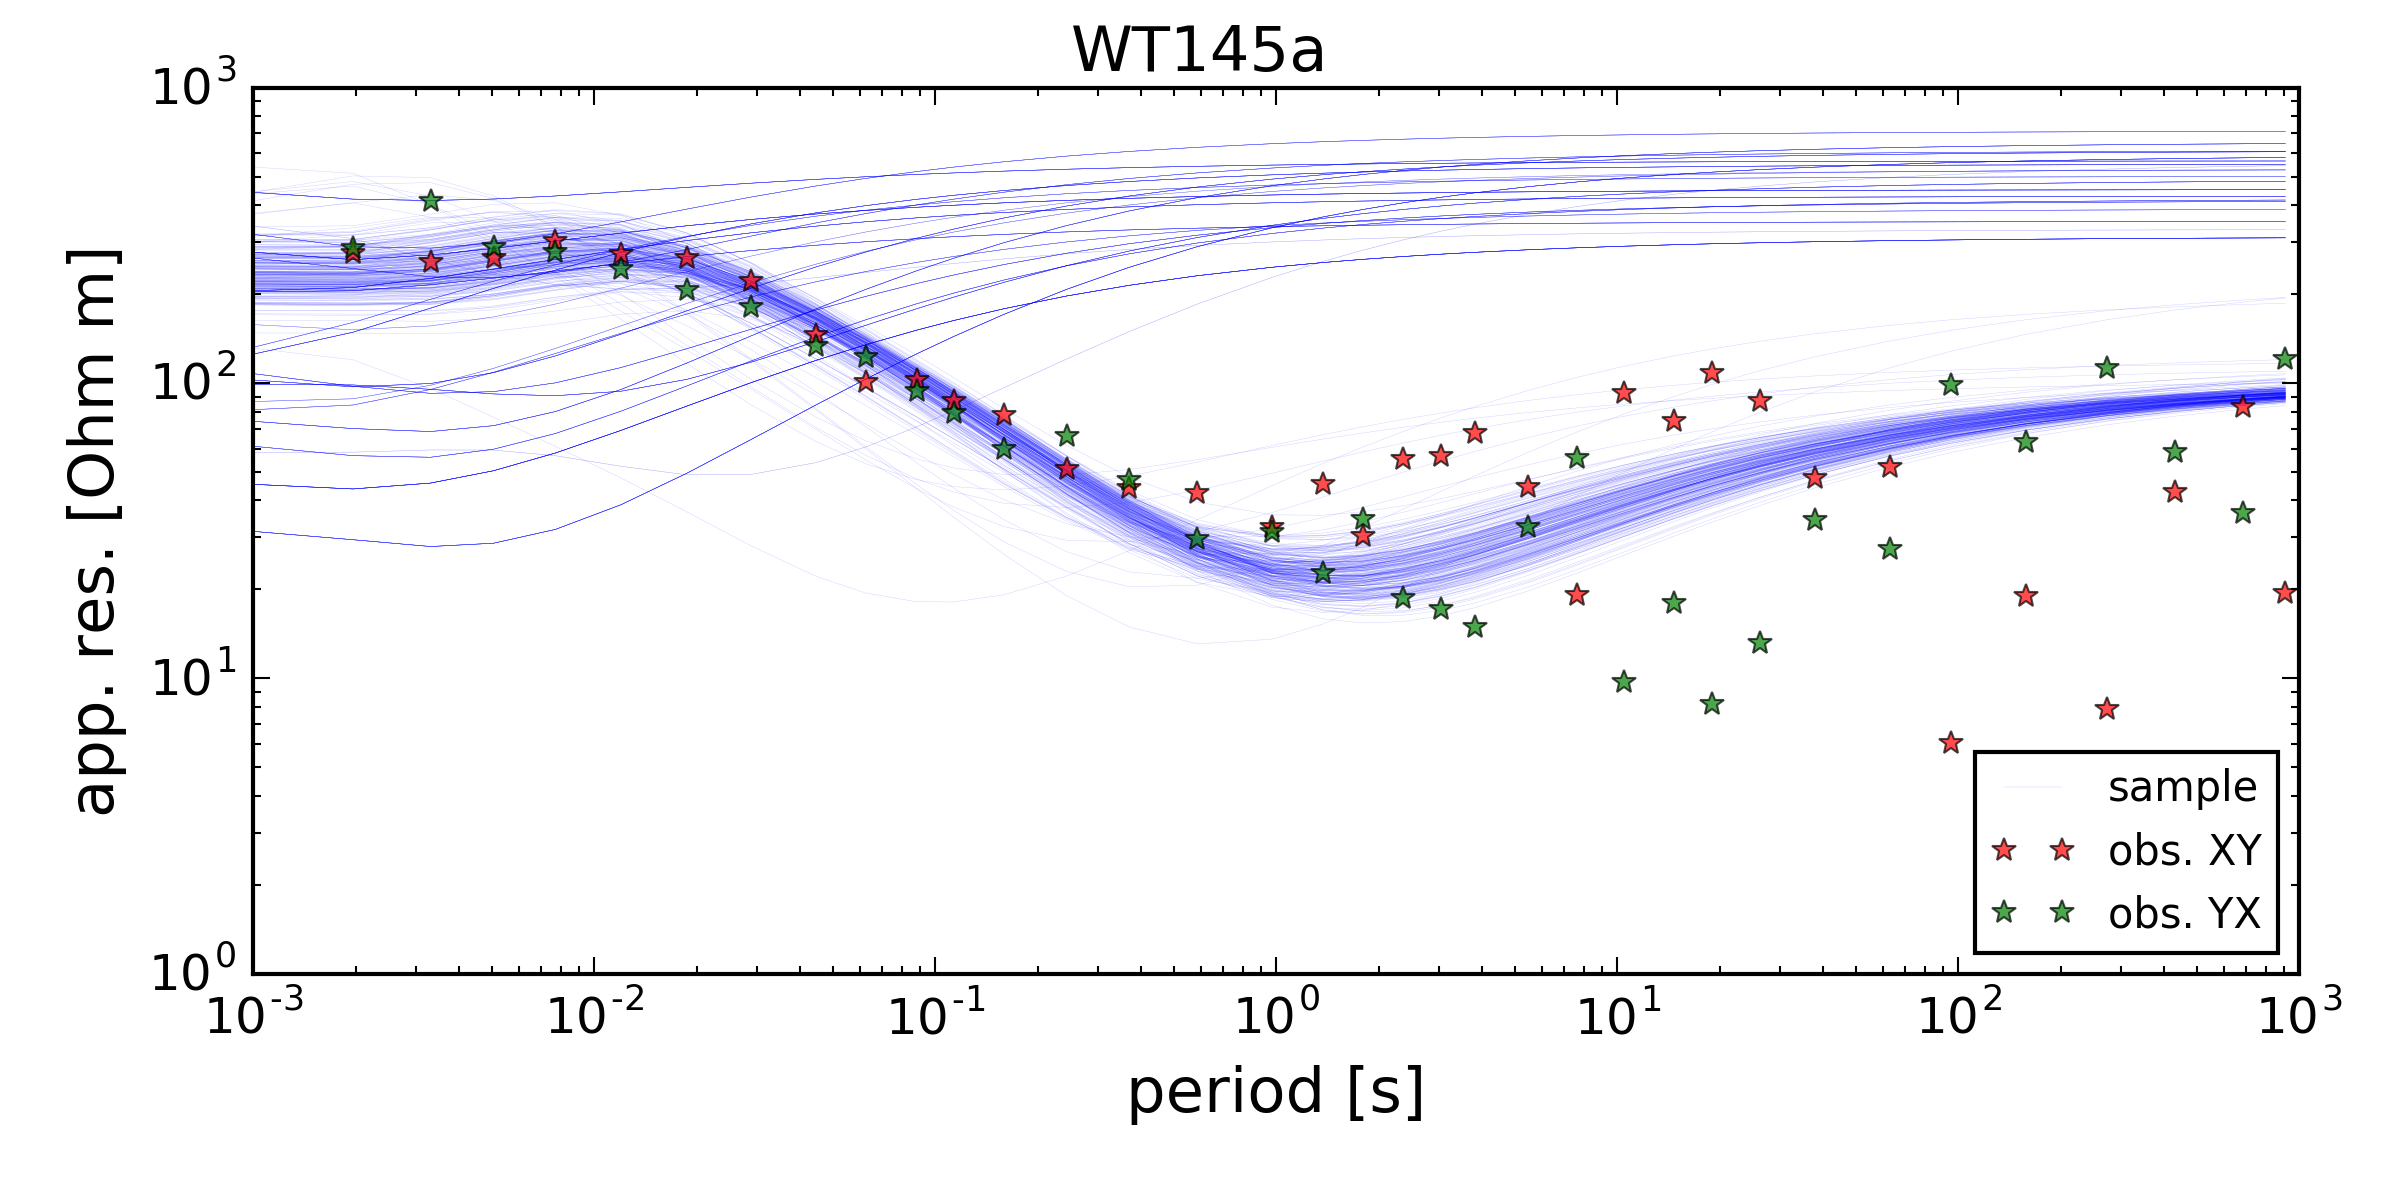 WT145a
10^3
10^2
10^1
10^0
app. res. [Ohm m]
10^-3 10^-2 10^-1 10^0 10^1 10^2 10^3
period [s]
sample
obs. XY
obs. YX